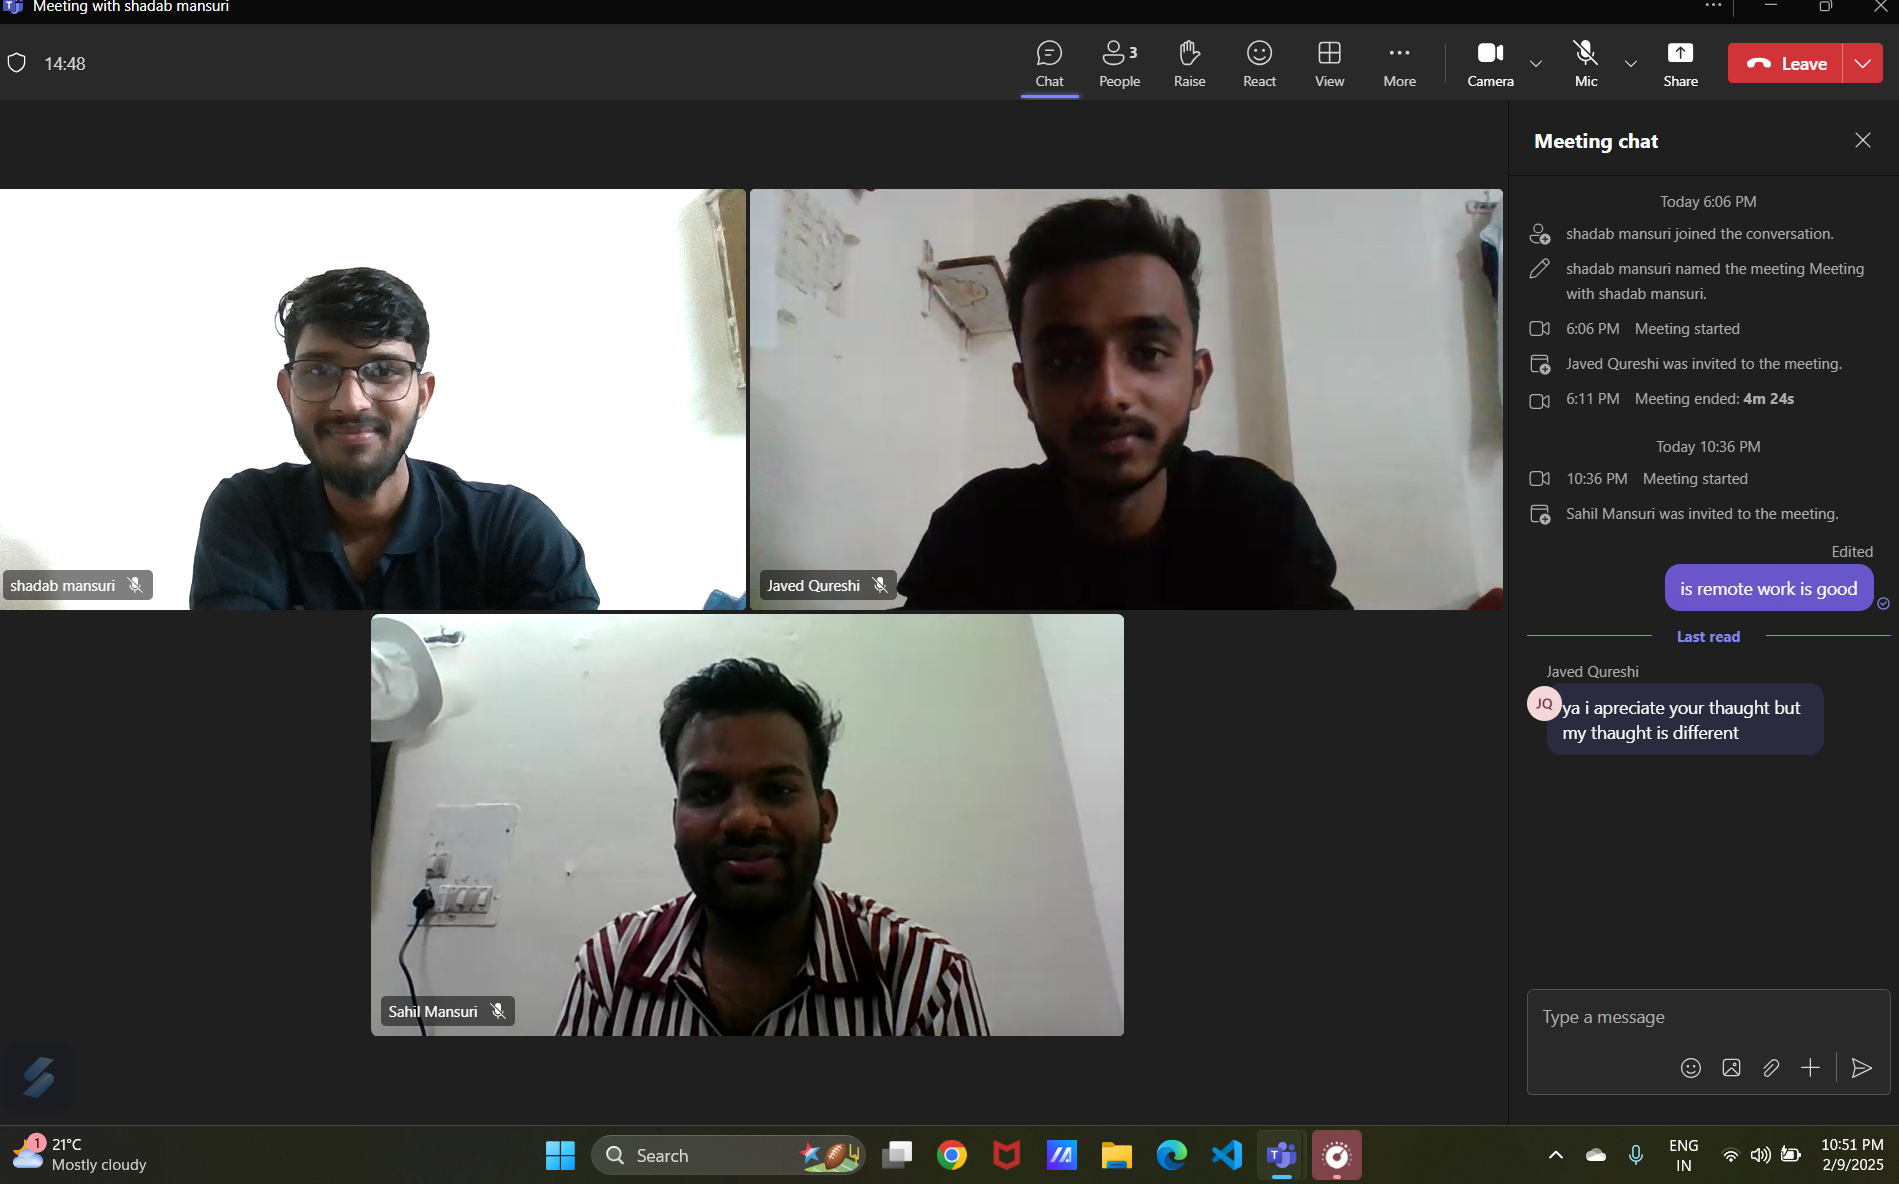 Meeting with shadab mansuri
14:48
Chat
People 3
Raise
React
View
More
Camera
Mic
Share
Leave
shadab mansuri
Javed Qureshi
Sahil Mansuri
Meeting chat
Today 6:06 PM
shadab mansuri joined the conversation.
shadab mansuri named the meeting Meeting
with shadab mansuri.
6:06 PM Meeting started
Javed Qureshi was invited to the meeting.
6:11 PM Meeting ended: 4m 24s
Today 10:36 PM
10:36 PM Meeting started
Sahil Mansuri was invited to the meeting.
Edited
is remote work is good
Last read
Javed Qureshi
JQ
ya i apreciate your thaught but
my thaught is different
Type a message
1
21°C
Mostly cloudy
Search
ENG
IN
10:51 PM
2/9/2025